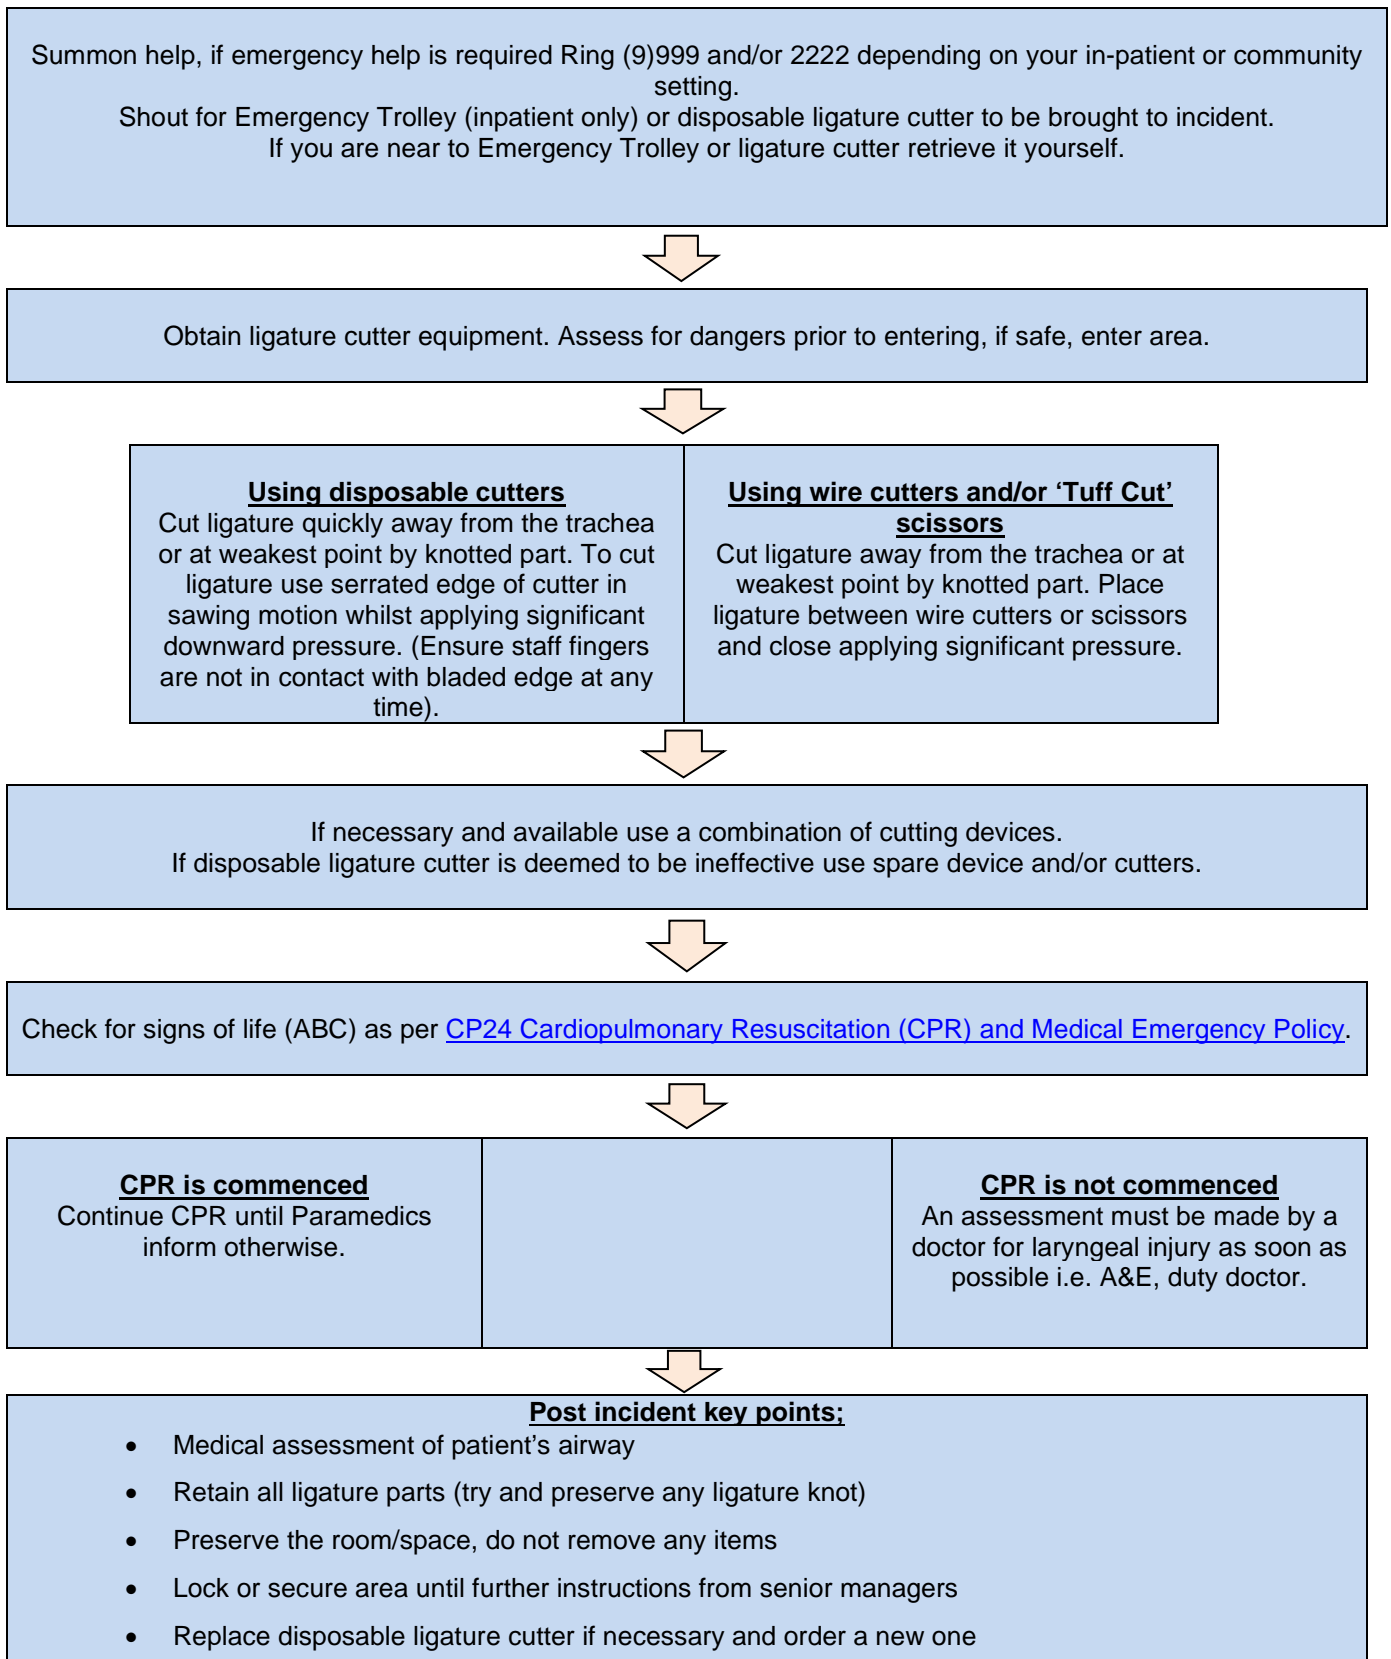 Summon help, if emergency help is required Ring (9)999 and/or 2222 depending on your in-patient or community
setting.
Shout for Emergency Trolley (inpatient only) or disposable ligature cutter to be brought to incident.
If you are near to Emergency Trolley or ligature cutter retrieve it yourself.
Obtain ligature cutter equipment. Assess for dangers prior to entering, if safe, enter area.
Using disposable cutters
Cut ligature quickly away from the trachea
or at weakest point by knotted part. To cut
ligature use serrated edge of cutter in
sawing motion whilst applying significant
downward pressure. (Ensure staff fingers
are not in contact with bladed edge at any
time).
Using wire cutters and/or ‘Tuff Cut’
scissors
Cut ligature away from the trachea or at
weakest point by knotted part. Place
ligature between wire cutters or scissors
and close applying significant pressure.
If necessary and available use a combination of cutting devices.
If disposable ligature cutter is deemed to be ineffective use spare device and/or cutters.
Check for signs of life (ABC) as per CP24 Cardiopulmonary Resuscitation (CPR) and Medical Emergency Policy.
CPR is commenced
Continue CPR until Paramedics
inform otherwise.
CPR is not commenced
An assessment must be made by a
doctor for laryngeal injury as soon as
possible i.e. A&E, duty doctor.
Post incident key points;
• Medical assessment of patient’s airway
• Retain all ligature parts (try and preserve any ligature knot)
• Preserve the room/space, do not remove any items
• Lock or secure area until further instructions from senior managers
• Replace disposable ligature cutter if necessary and order a new one